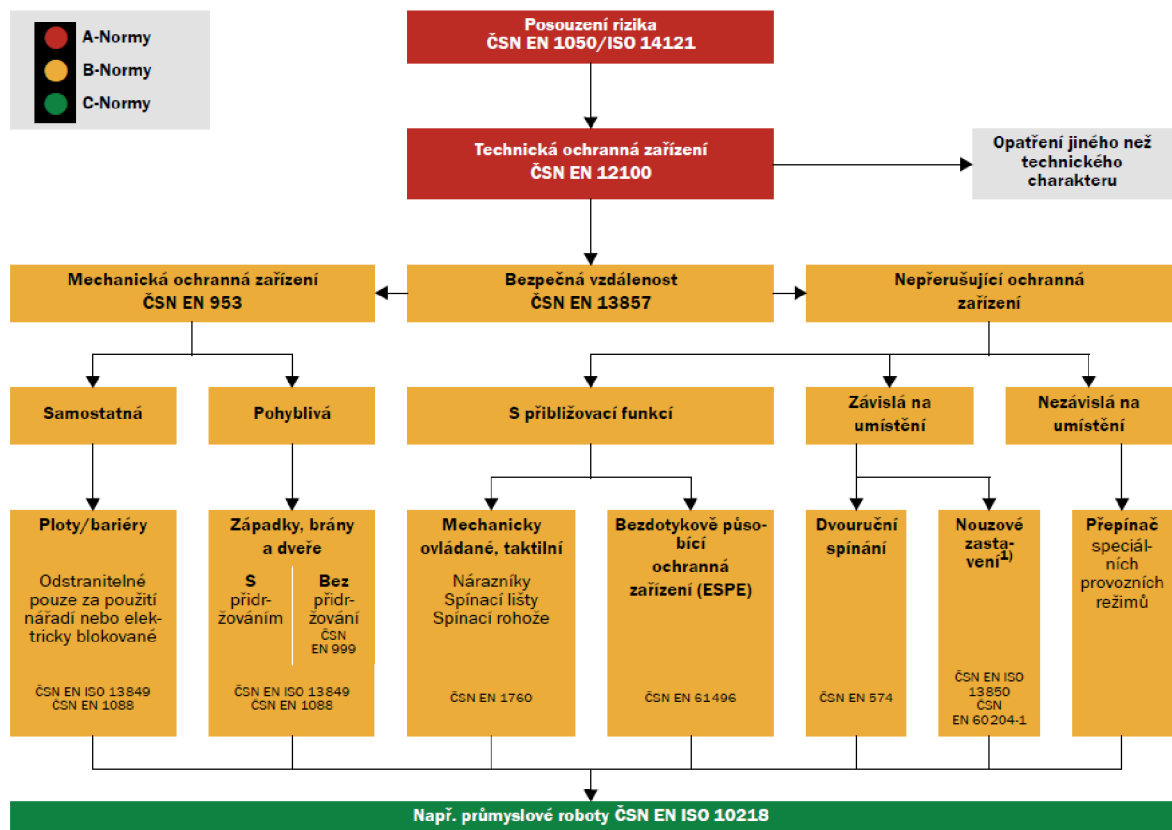 A-Normy
B-Normy
C-Normy
Posouzení rizika
ČSN EN 1050/ISO 14121
Technická ochranná zařízení
ČSN EN 12100
Opatření jiného než
technického
charakteru
Mechanická ochranná zařízení
ČSN EN 953
Bezpečná vzdálenost
ČSN EN 13857
Nepřerušující ochranná
zařízení
Samostatná
Pohyblivá
S přibližovací funkcí
Závislá na
umístění
Nezávislá na
umístění
Ploty/bariéry
Odstranitelné
pouze za použití
nářadí nebo elek-
tricky blokované
ČSN EN ISO 13849
ČSN EN 1088
Západky, brány
a dveře
S
přidr-
žováním
Bez
přidr-
žování
ČSN
EN 999
ČSN EN ISO 13849
ČSN EN 1088
Mechanicky
ovládané, taktilní
Nárazníky
Spínací lišty
Spínací rohože
ČSN EN 1760
Bezdotykově půso-
bící
ochranná
zařízení (ESPE)
ČSN EN 61496
Dvouruční
spínání
ČSN EN 574
Nouzové
zasta-
vení1)
ČSN EN ISO
13850
ČSN
EN 60204-1
Přepínač
speciál-
ních
provozních
režimů
Např. průmyslové roboty ČSN EN ISO 10218